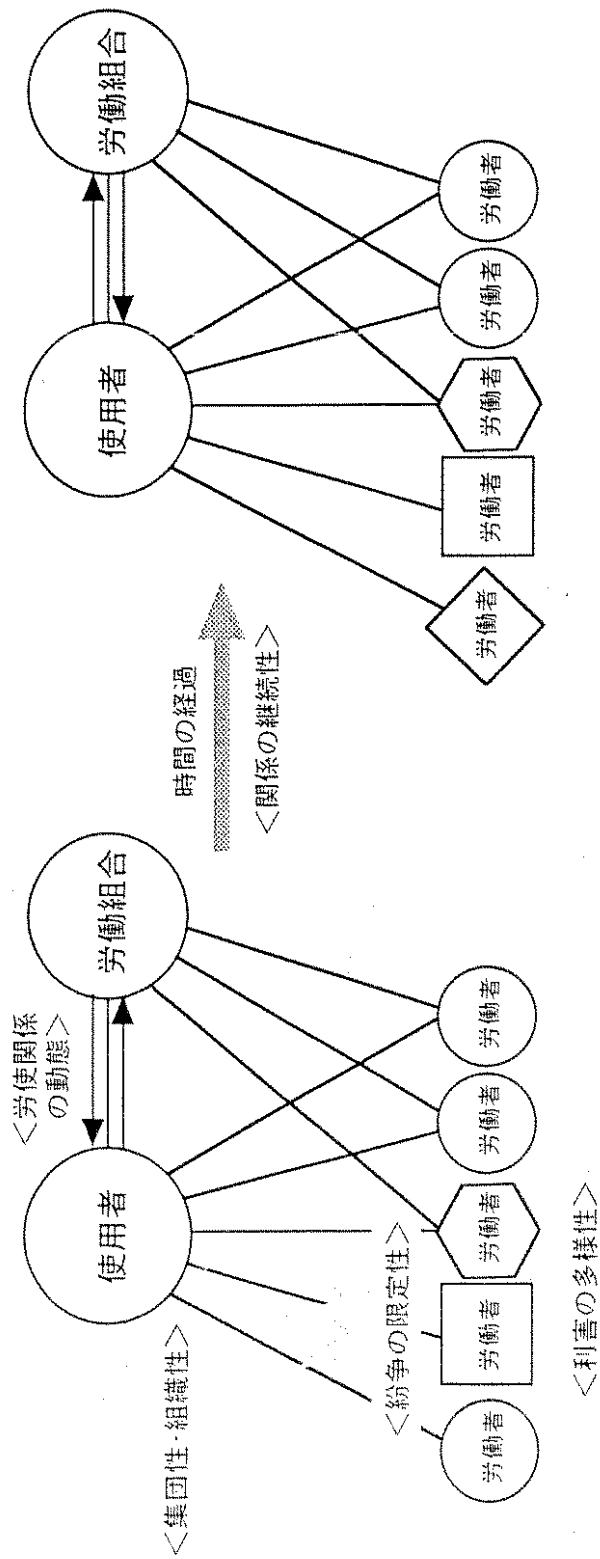 ＜集団性・組織性＞
＜労使関係
の動態＞
使用者
労働組合
＜紛争の限定性＞
労働者
労働者
労働者
労働者
労働者
＜利害の多様性＞
時間の経過
＜関係の継続性＞
使用者
労働組合
労働者
労働者
労働者
労働者
労働者